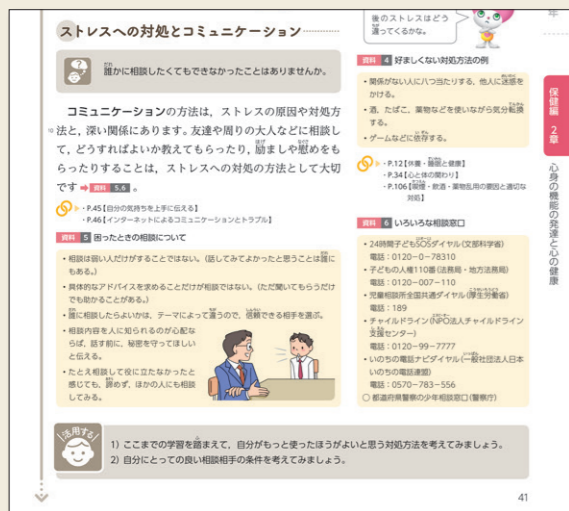 ストレスへの対処とコミュニケーション
誰かに相談したくてもできなかったことはありませんか。
コミュニケーションの方法は，ストレスの原因や対処方
10 法と，深い関係にあります。友達や周りの大人などに相談し
て，どうすればよいか教えてもらったり，励ましや慰めをも
らったりすることは，ストレスへの対処の方法として大切
です➡資料 5,6 。
・P.45【自分の気持ちを上手に伝える】
・P.46【インターネットによるコミュニケーションとトラブル】
資料 5 困ったときの相談について
・相談は弱い人だけがすることではない。(話してみてよかったと思うことは誰に
もある。)
・具体的なアドバイスを求めることだけが相談ではない。(ただ聞いてもらうだけ
でも助かることがある。)
・誰に相談したらよいかは，テーマによって違うので，信頼できる相手を選ぶ。
・相談内容を人に知られるのが心配な
らば，話す前に，秘密を守ってほしい
と伝える。
・たとえ相談して役に立たなかったと
感じても，諦めず，ほかの人にも相談
してみる。
後のストレスはどう
違ってくるかな。
資料 4 好ましくない対処方法の例
・関係がない人に八つ当たりする，他人に迷惑を
かける。
・酒，たばこ，薬物などを使いながら気分転換
する。
・ゲームなどに依存する。
・P.12【休養・睡眠と健康】
・P.34【心と体の関わり】
・P.106【喫煙・飲酒・薬物乱用の要因と適切な
対処】
資料 6 いろいろな相談窓口
・24時間子どもSOSダイヤル(文部科学省)
電話：0120-0-78310
・子どもの人権110番(法務局・地方法務局)
電話：0120-007-110
・児童相談所全国共通ダイヤル(厚生労働省)
電話：189
・チャイルドライン(NPO法人チャイルドライン
支援センター)
電話：0120-99-7777
・いのちの電話ナビダイヤル(一般社団法人日本
いのちの電話連盟)
電話：0570-783-556
○ 都道府県警察の少年相談窓口(警察庁)
年
保健編 2章
心身の機能の発達と心の健康
活用する
1) ここまでの学習を踏まえて，自分がもっと使ったほうがよいと思う対処方法を考えてみましょう。
2) 自分にとっての良い相談相手の条件を考えてみましょう。
41